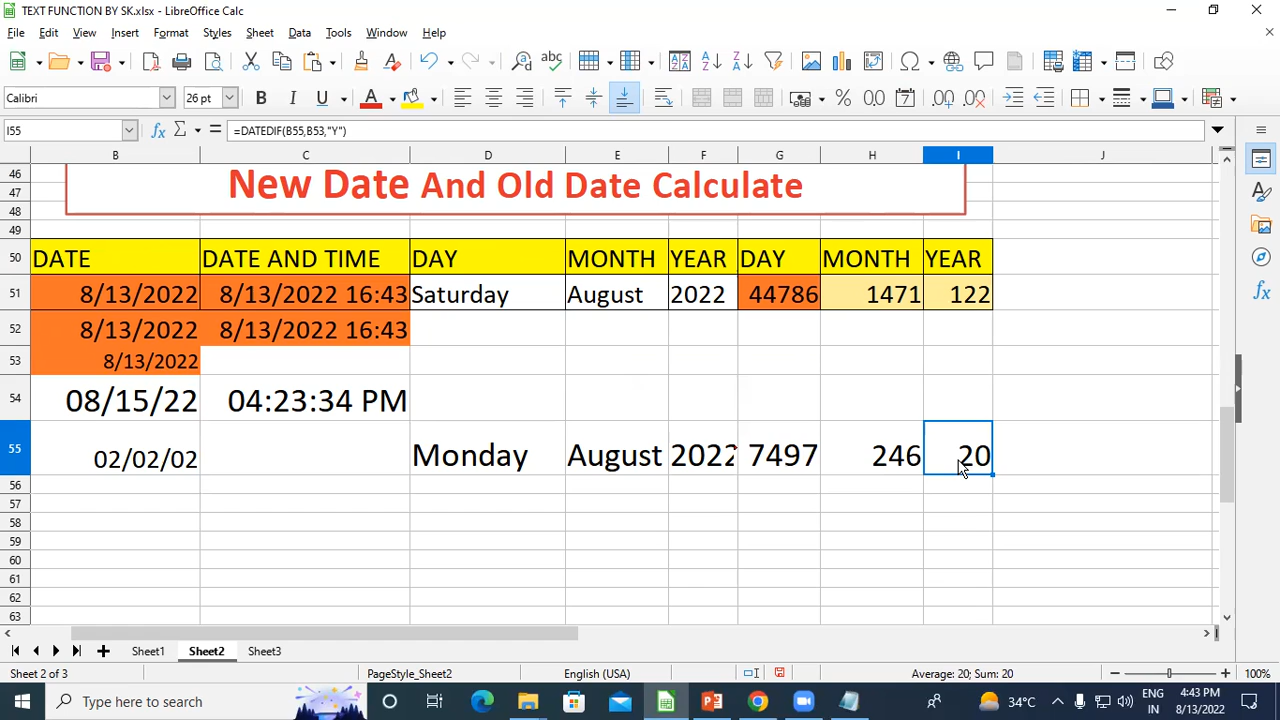 TEXT FUNCTION BY SK.xlsx - LibreOffice Calc
File Edit View Insert Format Styles Sheet Data Tools Window Help
Calibri 26 pt
I55 =DATEDIF(B55,B53,"Y")
B C D E F G H I J
46
New Date And Old Date Calculate
47
48
49
50 DATE DATE AND TIME DAY MONTH YEAR DAY MONTH YEAR
51 8/13/2022 8/13/2022 16:43 Saturday August 2022 44786 1471 122
52 8/13/2022 8/13/2022 16:43
53 8/13/2022
54 08/15/22 04:23:34 PM
55 02/02/02 Monday August 2022 7497 246 20
56
57
58
59
60
61
62
63
Sheet1 Sheet2 Sheet3
Sheet 2 of 3 PageStyle_Sheet2 English (USA) Average: 20; Sum: 20 100%
Type here to search 34°C ENG 4:43 PM
IN 8/13/2022